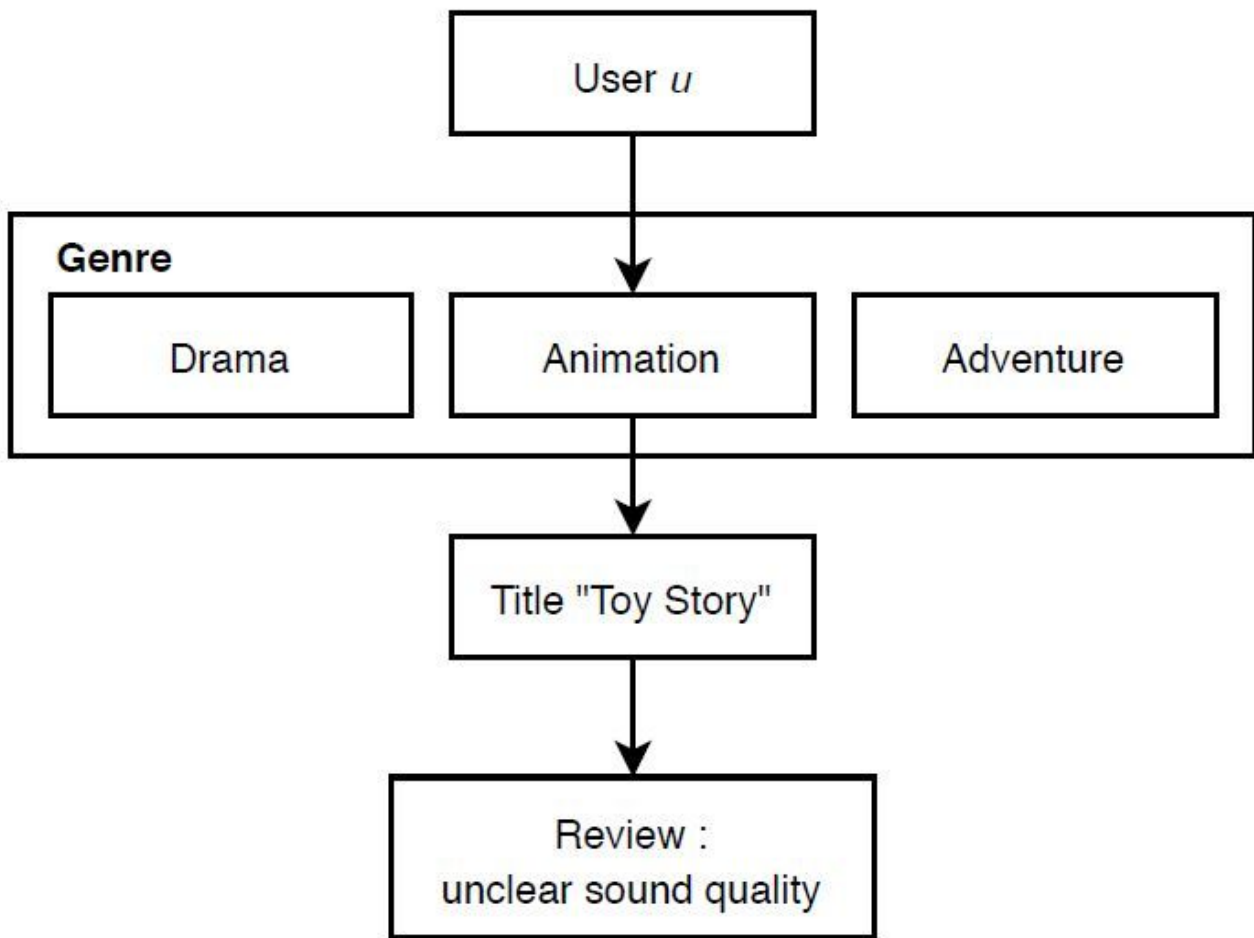 User u
Genre
Drama
Animation
Adventure
Title "Toy Story"
Review :
unclear sound quality